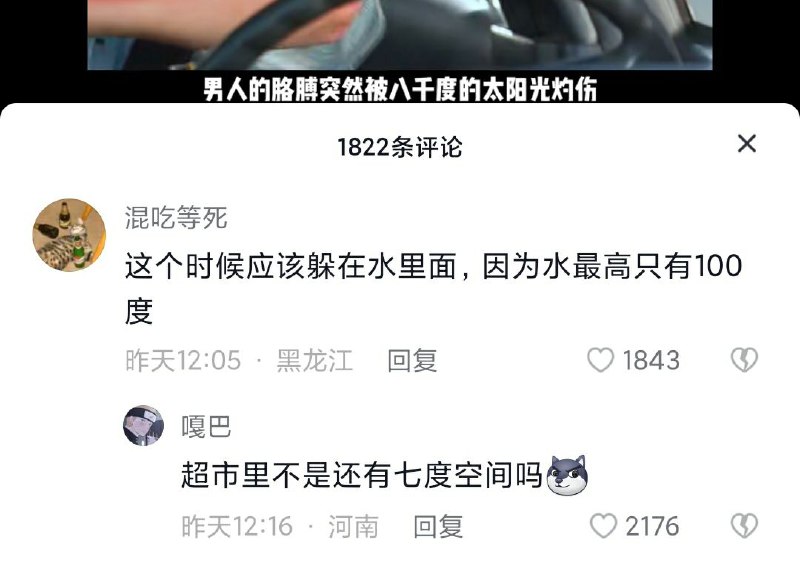 男人的胳膊突然被八千度的太阳光灼伤
1822条评论
混吃等死
这个时候应该躲在水里面，因为水最高只有100
度
昨天12:05 · 黑龙江 回复 1843
嘎巴
超市里不是还有七度空间吗
昨天12:16 · 河南 回复 2176